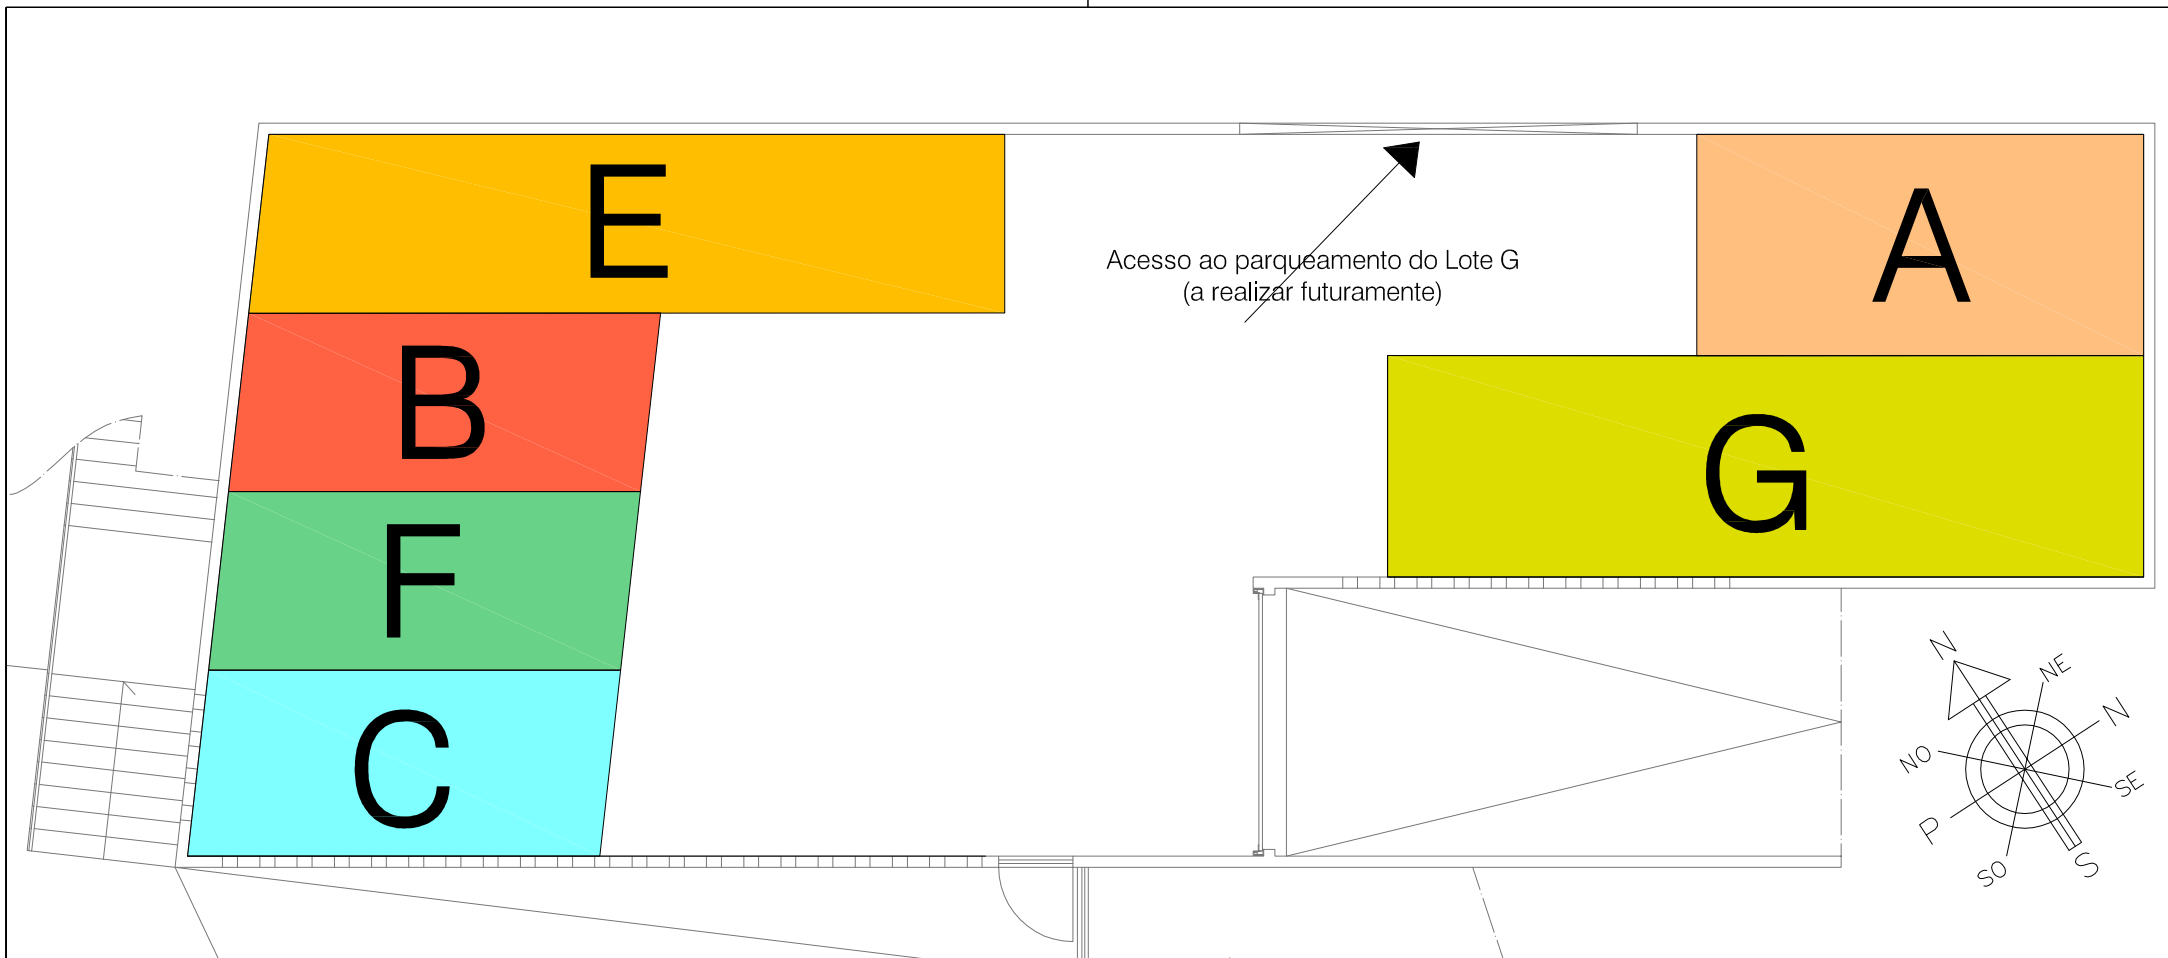 E
A
Acesso ao parqueamento do Lote G
(a realizar futuramente)
B
G
F
C
N
NE
N
NO
SE
P
SO
S